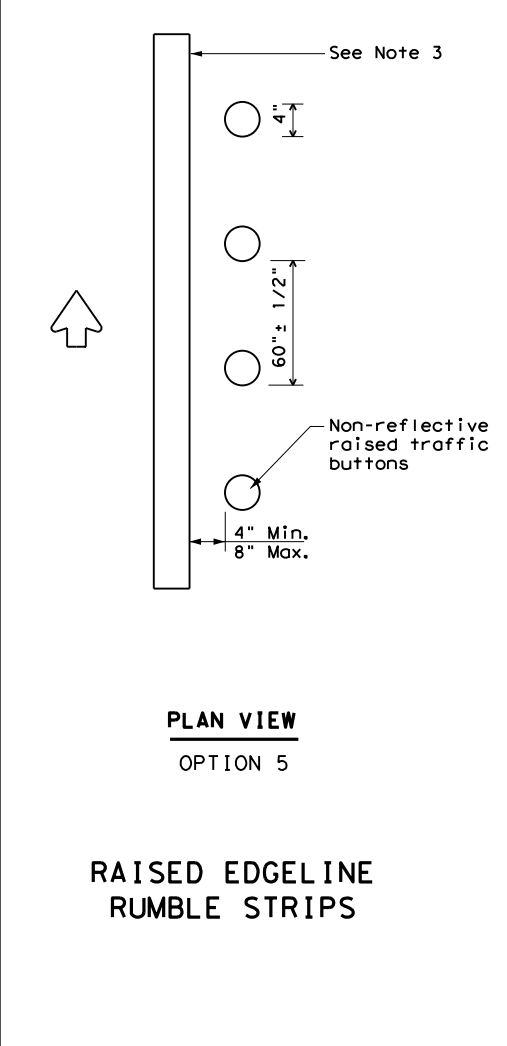 See Note 3
4"
60"± 1/2"
Non-reflective
raised traffic
buttons
4" Min.
8" Max.
PLAN VIEW
OPTION 5
RAISED EDGELINE
RUMBLE STRIPS